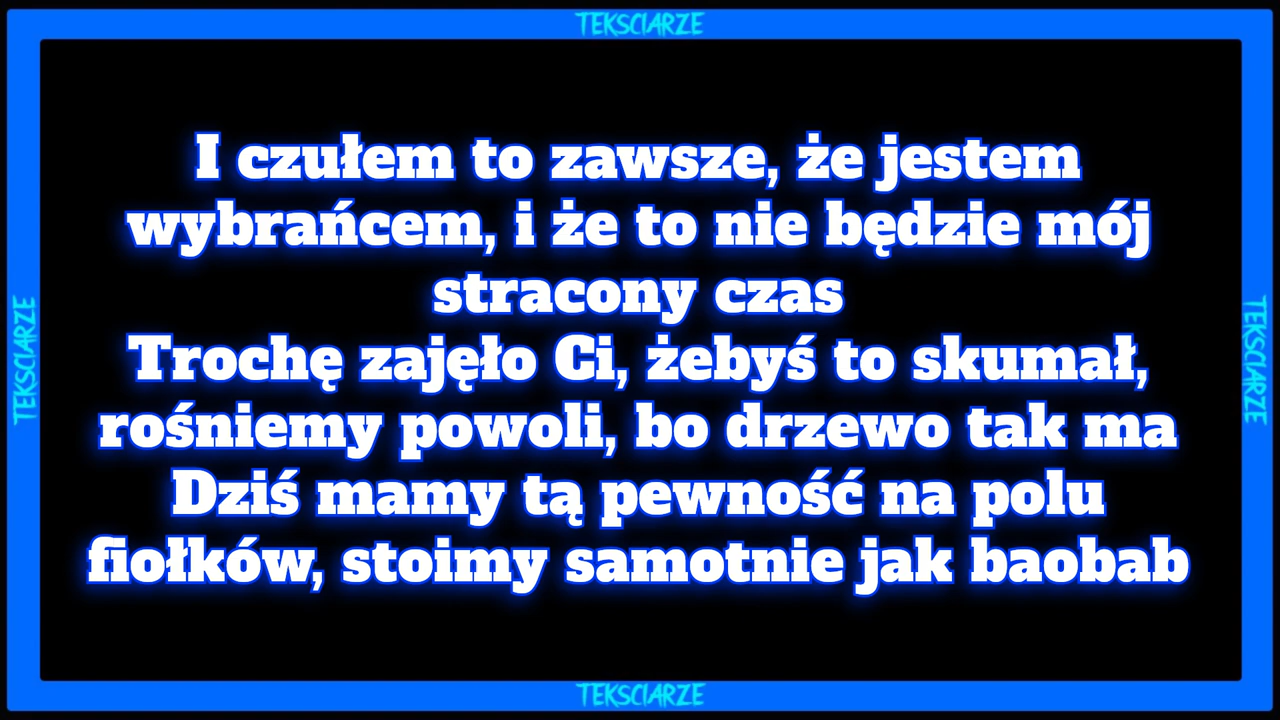 TEKSCIARZE
I czułem to zawsze, że jestem
wybrańcem, i że to nie będzie mój
stracony czas
Trochę zajęło Ci, żebyś to skumał,
rośniemy powoli, bo drzewo tak ma
Dziś mamy tą pewność na polu
fiołków, stoimy samotnie jak baobab
TEKSCIARZE
TEKSCIARZE
TEKSCIARZE